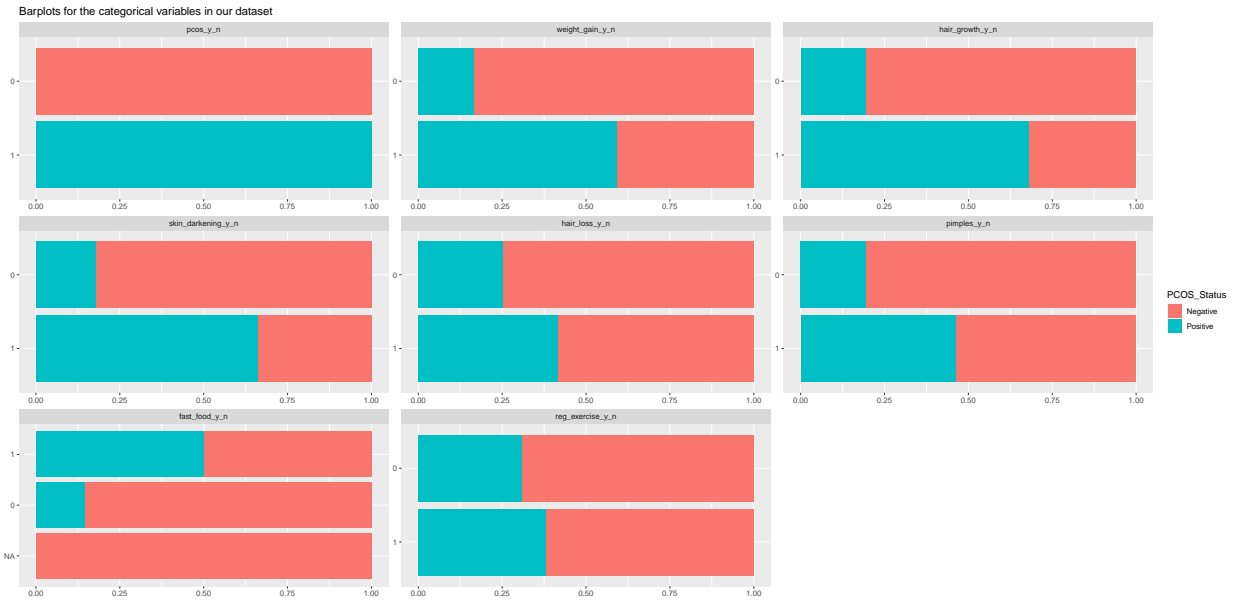 Barplots for the categorical variables in our dataset
pcos_y_n
weight_gain_y_n
hair_growth_y_n
0
1
0
1
0
1
0.00 0.25 0.50 0.75 1.00
0.00 0.25 0.50 0.75 1.00
0.00 0.25 0.50 0.75 1.00
skin_darkening_y_n
hair_loss_y_n
pimples_y_n
0
1
0
1
0
1
0.00 0.25 0.50 0.75 1.00
0.00 0.25 0.50 0.75 1.00
0.00 0.25 0.50 0.75 1.00
PCOS_Status
Negative
Positive
fast_food_y_n
reg_exercise_y_n
1
0
NA
0
1
0.00 0.25 0.50 0.75 1.00
0.00 0.25 0.50 0.75 1.00